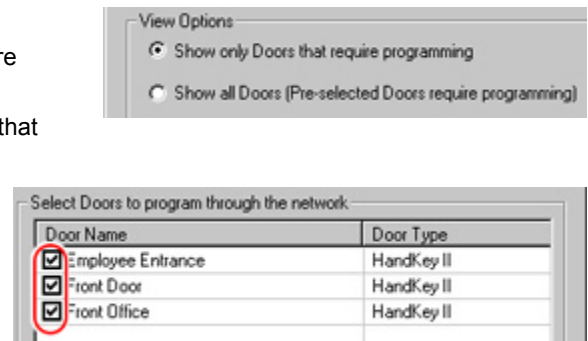 View Options
re
Show only Doors that require programming
Show all Doors (Pre-selected Doors require programming)
that
Select Doors to program through the network
Door Name Door Type
Employee Entrance HandKey II
Front Door HandKey II
Front Office HandKey II